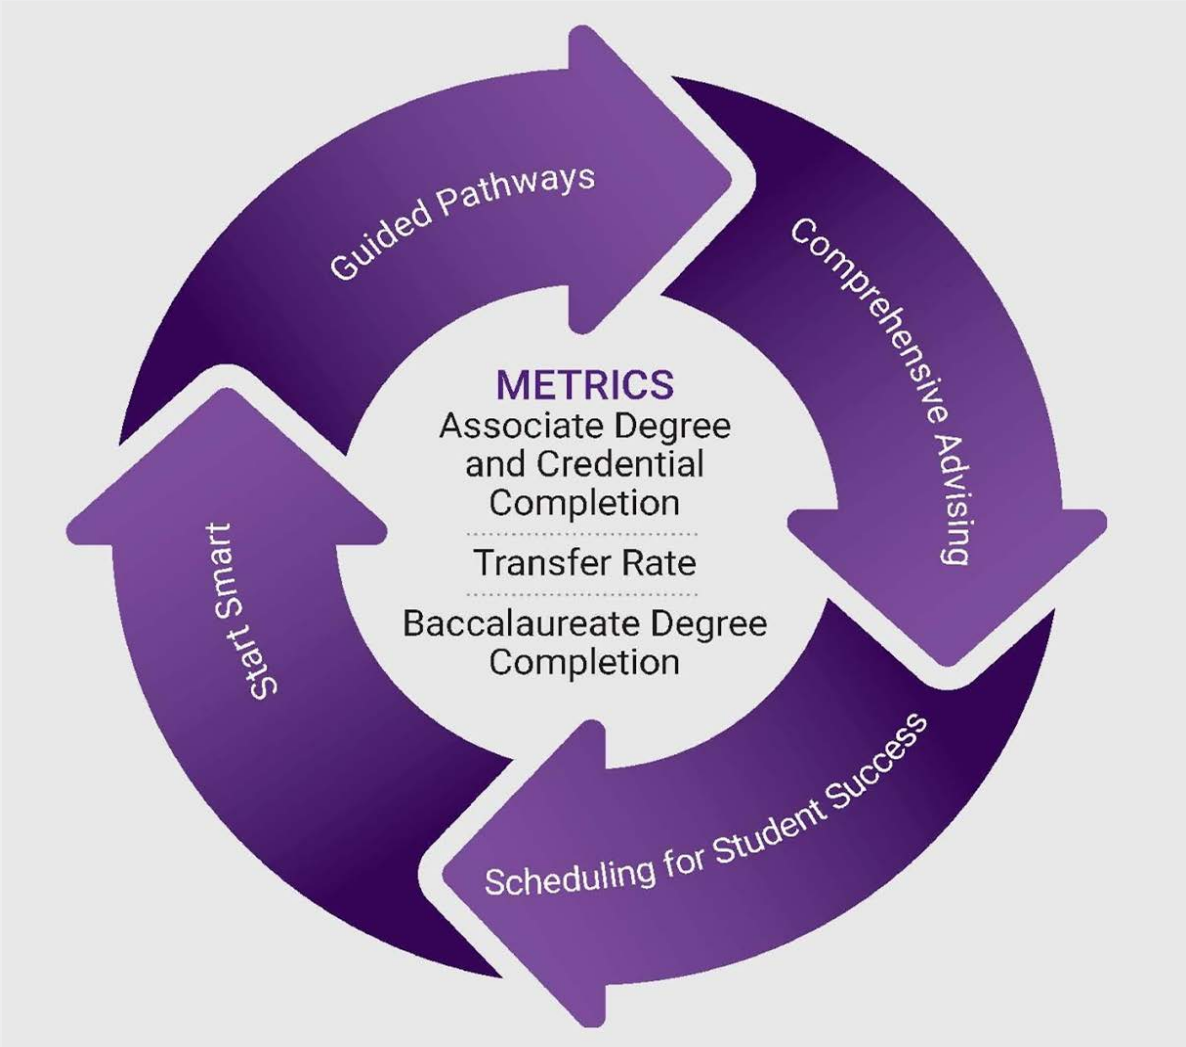 Guided Pathways
Comprehensive Advising
Scheduling for Student Success
Start Smart
METRICS
Associate Degree
and Credential
Completion
Transfer Rate
Baccalaureate Degree
Completion